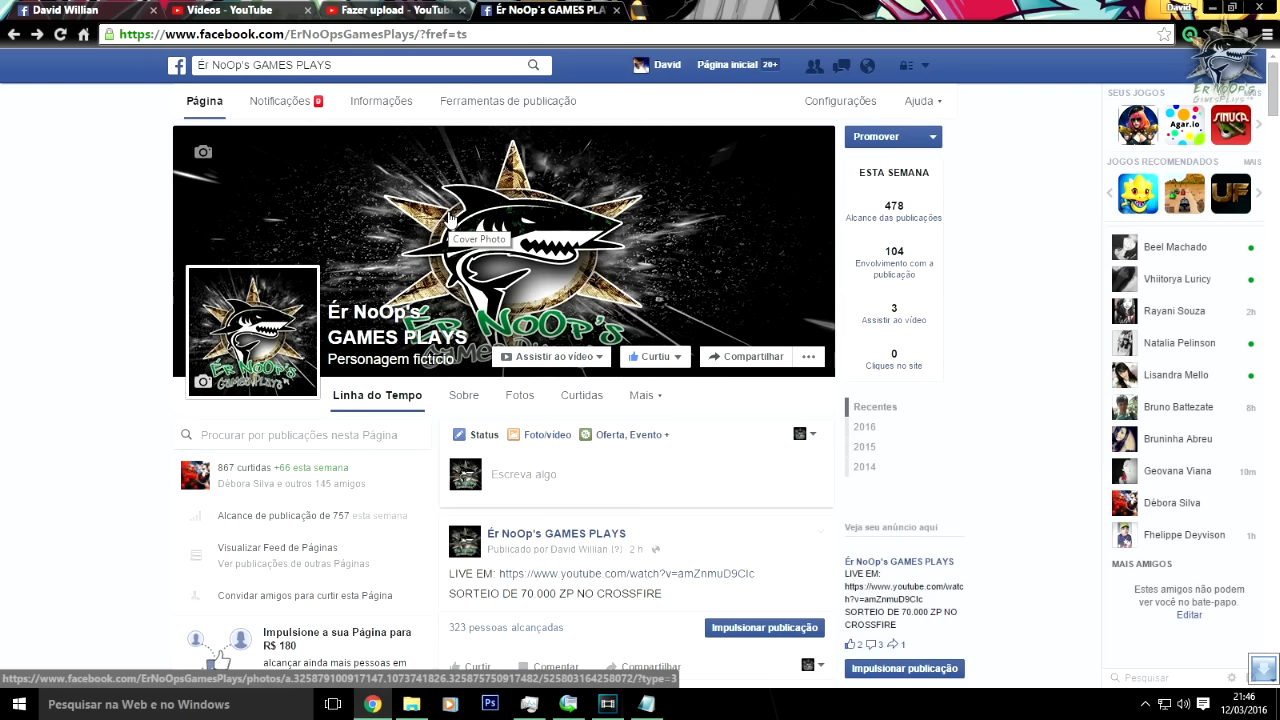 David Willian
Videos - YouTube
Fazer upload - YouTube
Ér NoOp's GAMES PLA
David
https://www.facebook.com/ErNoOpsGamesPlays/?fref=ts
Ér NoOp's GAMES PLAYS
David
Página inicial
20+
Página
Notificações
0
Informações
Ferramentas de publicação
Configurações
Ajuda
Promover
ESTA SEMANA
478
Alcance das publicações
104
Envolvimento com a
publicação
3
Assistir ao vídeo
0
Cliques no site
Cover Photo
Ér NoOp's
GAMES PLAYS
Personagem fictício
Assistir ao vídeo
Curtiu
Compartilhar
Linha do Tempo
Sobre
Fotos
Curtidas
Mais
Recentes
2016
2015
2014
Procurar por publicações nesta Página
867 curtidas +66 esta semana
Débora Silva e outros 145 amigos
Alcance de publicação de 757 esta semana
Visualizar Feed de Páginas
Ver publicações de outras Páginas
Convidar amigos para curtir esta Página
Impulsione a sua Página para
R$ 180
alcançar ainda mais pessoas em
Status
Foto/vídeo
Oferta, Evento +
Escreva algo
Ér NoOp's GAMES PLAYS
Publicado por David Willian [?] · 2 h
LIVE EM: https://www.youtube.com/watch?v=amZnmuD9CIc
SORTEIO DE 70.000 ZP NO CROSSFIRE
323 pessoas alcançadas
Impulsionar publicação
Curtir
Comentar
Compartilhar
Veja seu anúncio aqui
Ér NoOp's GAMES PLAYS
LIVE EM:
https://www.youtube.com/watc
h?v=amZnmuD9CIc
SORTEIO DE 70.000 ZP NO
CROSSFIRE
2
3
1
Impulsionar publicação
SEUS JOGOS
MAIS
Agar.io
SINUCA
JOGOS RECOMENDADOS
MAIS
UF
Beel Machado
Vhiitorya Luricy
Rayani Souza
2h
Natalia Pelinson
Lisandra Mello
Bruno Battezate
8h
Bruninha Abreu
Geovana Viana
10m
Débora Silva
Fhelippe Deyvison
1h
MAIS AMIGOS
Estes amigos não podem
ver você no bate-papo.
Editar
Pesquisar
https://www.facebook.com/ErNoOpsGamesPlays/photos/a.325879100917147.1073741826.325875750917482/525803164258072/?type=3
Pesquisar na Web e no Windows
Ps
21:46
12/03/2016